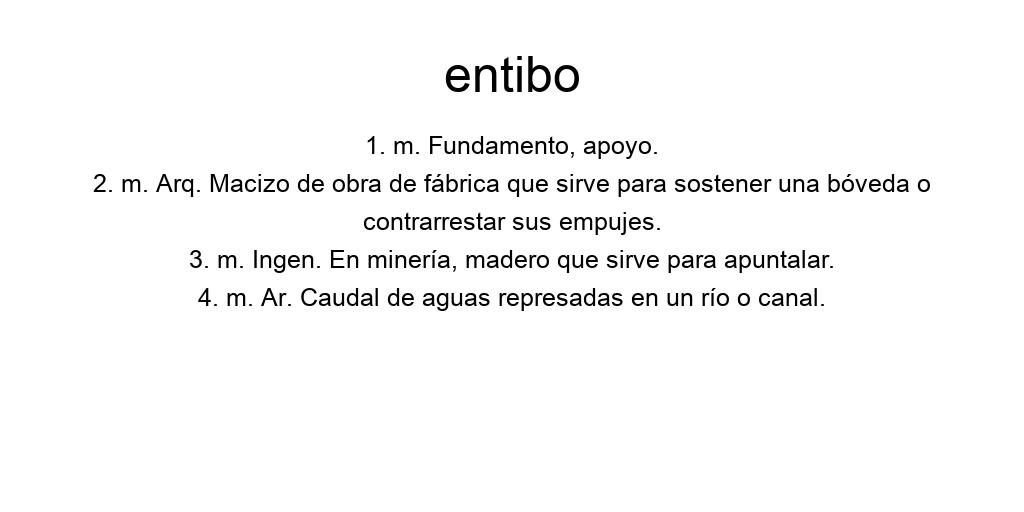 entibo
1. m. Fundamento, apoyo.
2. m. Arq. Macizo de obra de fábrica que sirve para sostener una bóveda o
contrarrestar sus empujes.
3. m. Ingen. En minería, madero que sirve para apuntalar.
4. m. Ar. Caudal de aguas represadas en un río o canal.